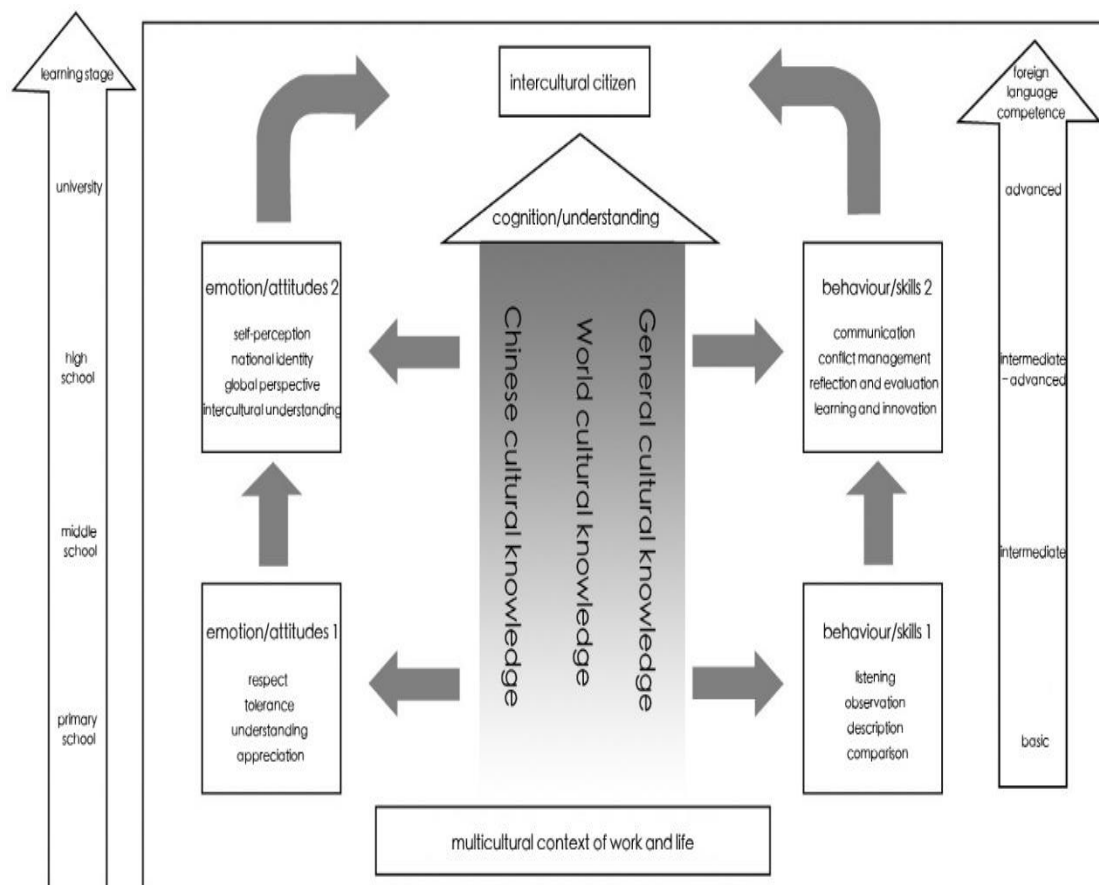 learning stage
university
high
school
middle
school
primary
school
intercultural citizen
cognition/understanding
Chinese cultural knowledge
World cultural knowledge
General cultural knowledge
emotion/attitudes 2
self-perception
national identity
global perspective
intercultural understanding
emotion/attitudes 1
respect
tolerance
understanding
appreciation
behaviour/skills 2
communication
conflict management
reflection and evaluation
learning and innovation
behaviour/skills 1
listening
observation
description
comparison
multicultural context of work and life
foreign
language
competence
advanced
intermediate
-advanced
intermediate
basic